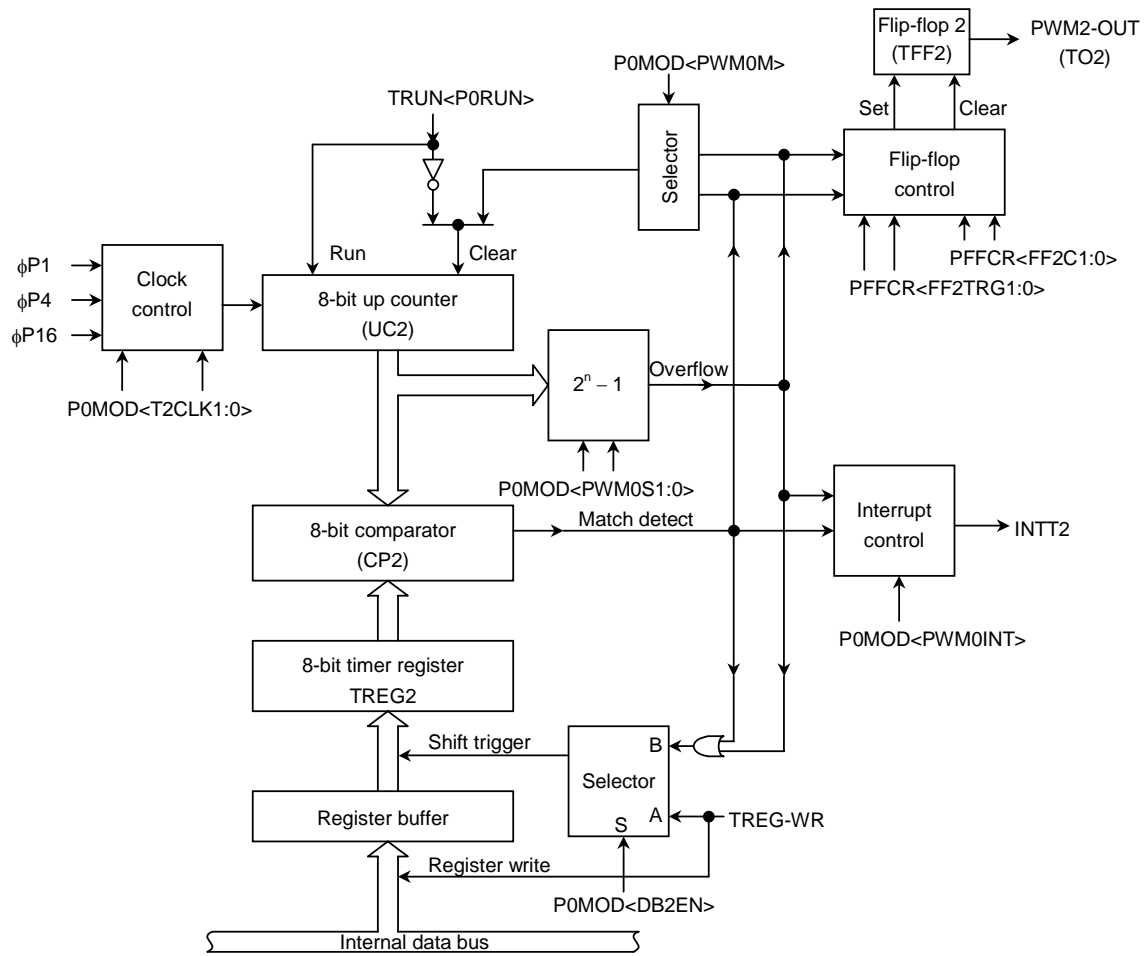 Flip-flop 2
(TFF2)
PWM2-OUT
(TO2)
P0MOD<PWM0M>
TRUN<P0RUN>
Set
Clear
Selector
Flip-flop
control
Run
Clear
PFFCR<FF2C1:0>
PFFCR<FF2TRG1:0>
ϕP1
ϕP4
ϕP16
Clock
control
8-bit up counter
(UC2)
P0MOD<T2CLK1:0>
2ⁿ − 1
Overflow
P0MOD<PWM0S1:0>
8-bit comparator
(CP2)
Match detect
Interrupt
control
INTT2
P0MOD<PWM0INT>
8-bit timer register
TREG2
Shift trigger
B
Selector
A
S
TREG-WR
Register buffer
Register write
P0MOD<DB2EN>
Internal data bus